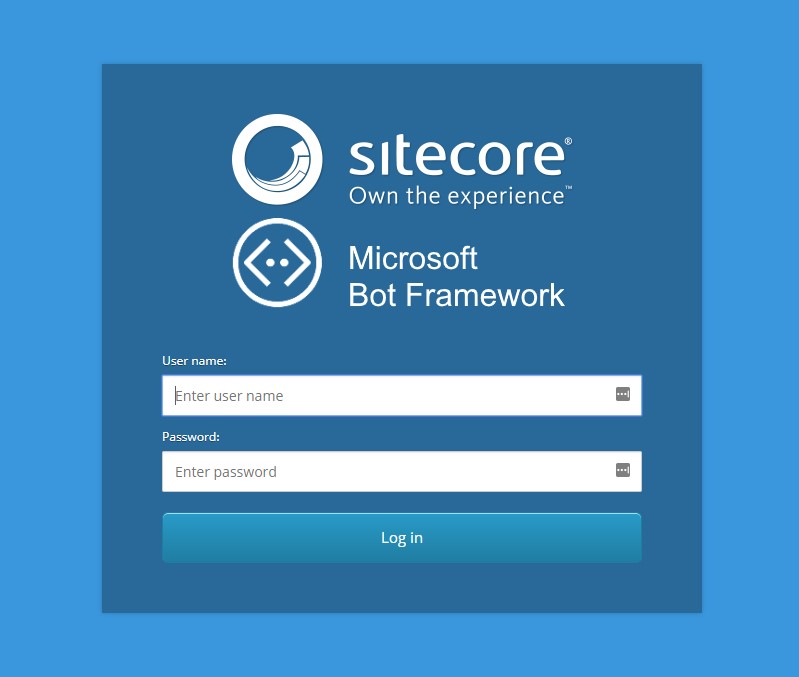 sitecore®
Own the experience™
Microsoft
Bot Framework
User name:
Enter user name
Password:
Enter password
Log in